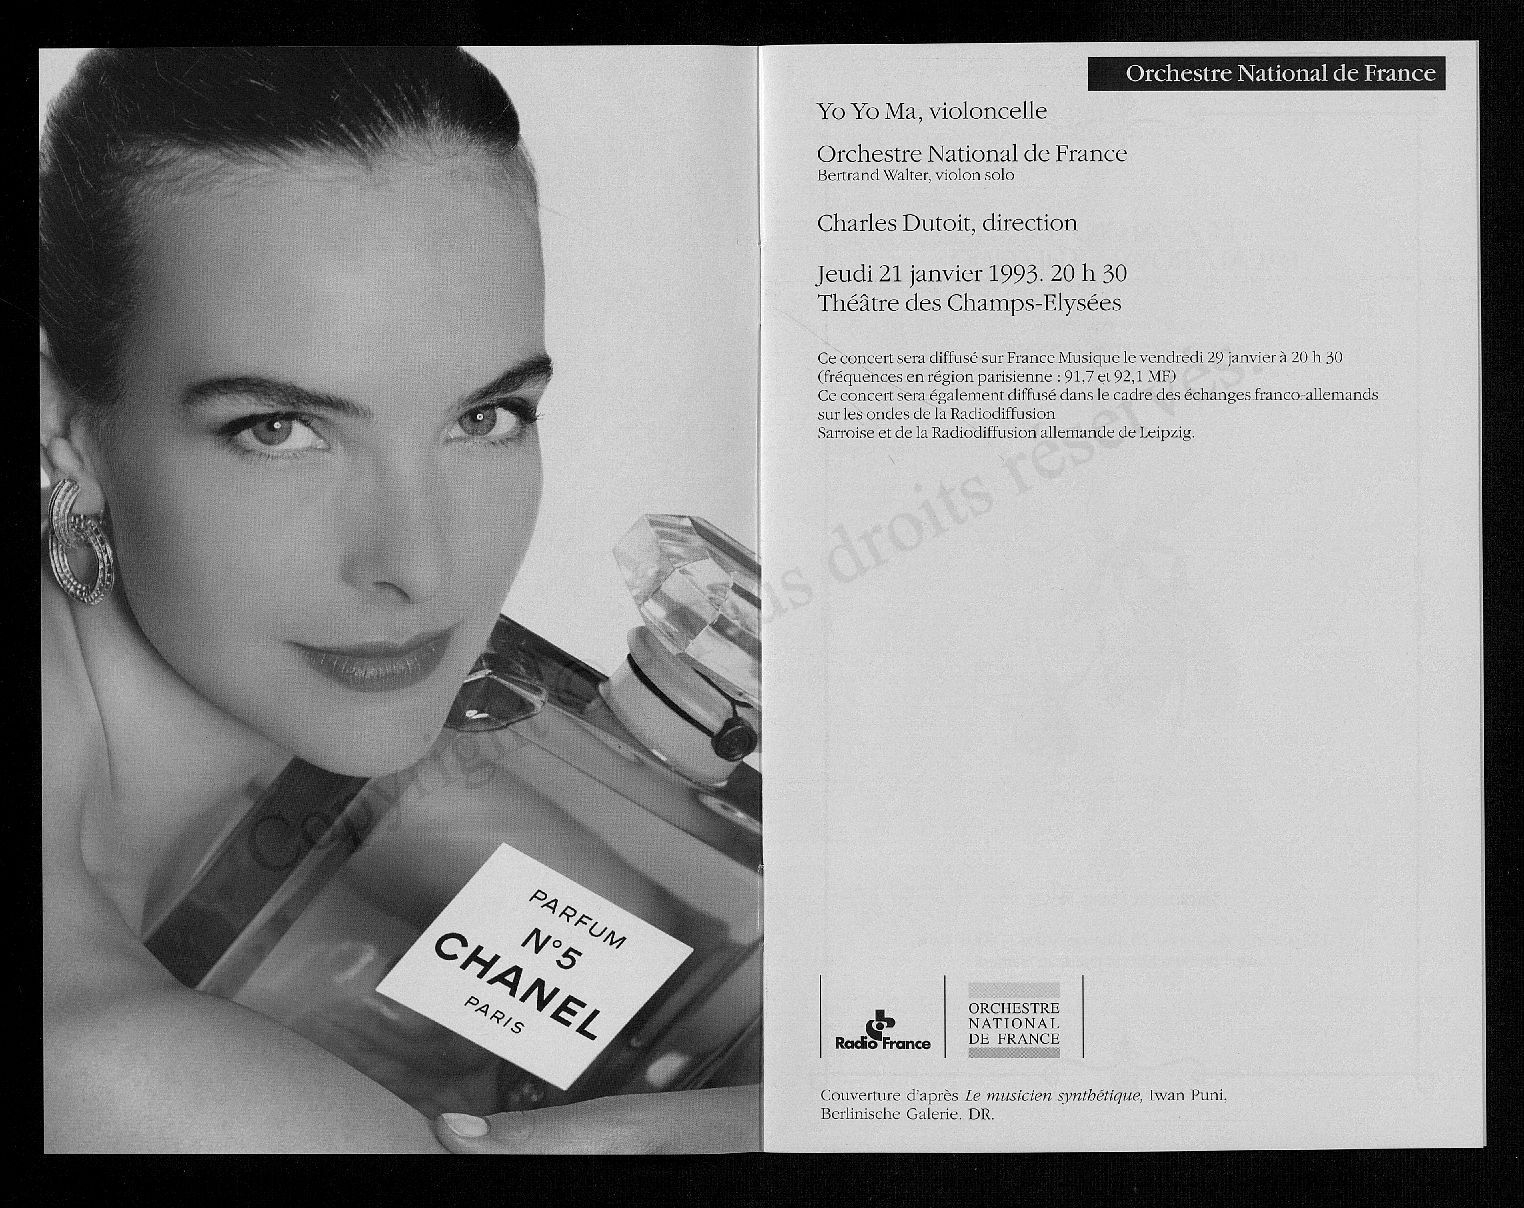 PARFUM
N°5
CHANEL
PARIS
Orchestre National de France
Yo Yo Ma, violoncelle
Orchestre National de France
Bertrand Walter, violon solo
Charles Dutoit, direction
Jeudi 21 janvier 1993. 20 h 30
Théâtre des Champs-Elysées
Ce concert sera diffusé sur France Musique le vendredi 29 janvier à 20 h 30
(fréquences en région parisienne : 91,7 et 92,1 MF)
Ce concert sera également diffusé dans le cadre des échanges franco-allemands
sur les ondes de la Radiodiffusion
Sarroise et de la Radiodiffusion allemande de Leipzig.
Radio France
ORCHESTRE
NATIONAL
DE FRANCE
Couverture d'après Le musicien synthétique, Iwan Puni.
Berlinische Galerie. DR.
Copyright droits réservés.